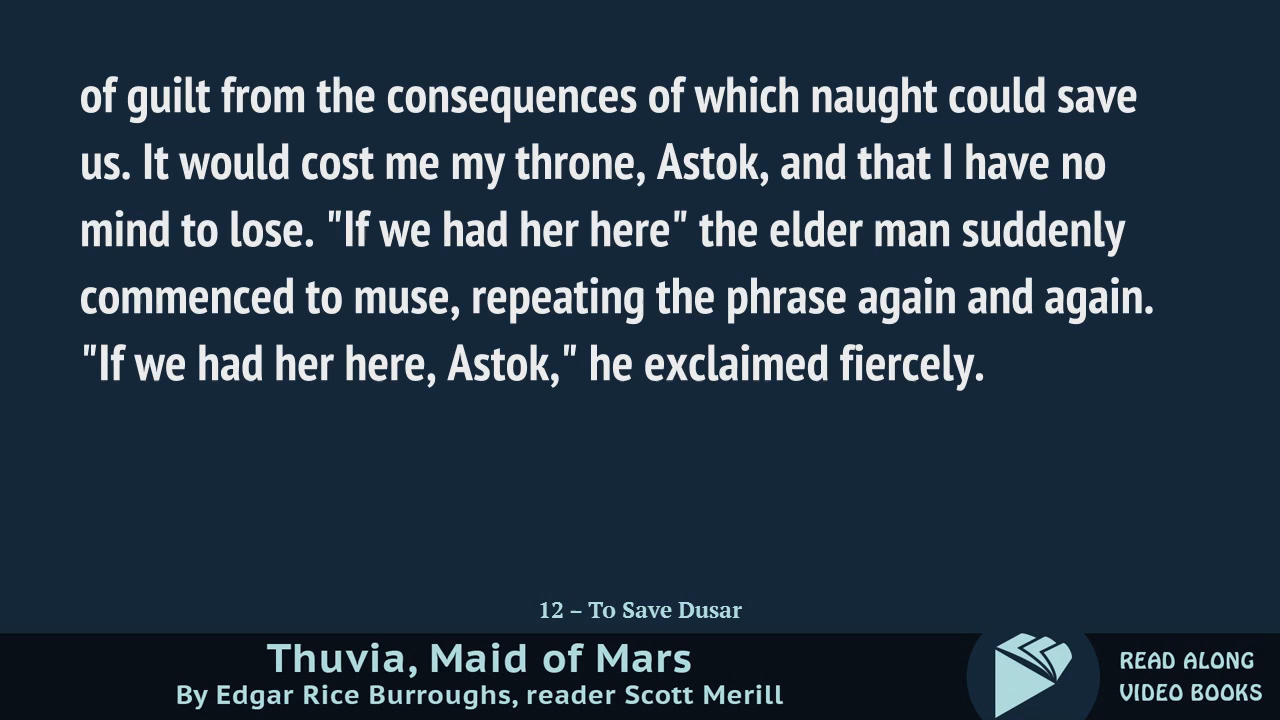 of guilt from the consequences of which naught could save
us. It would cost me my throne, Astok, and that I have no
mind to lose. "If we had her here" the elder man suddenly
commenced to muse, repeating the phrase again and again.
"If we had her here, Astok," he exclaimed fiercely.
12 – To Save Dusar
Thuvia, Maid of Mars
By Edgar Rice Burroughs, reader Scott Merill
READ ALONG
VIDEO BOOKS